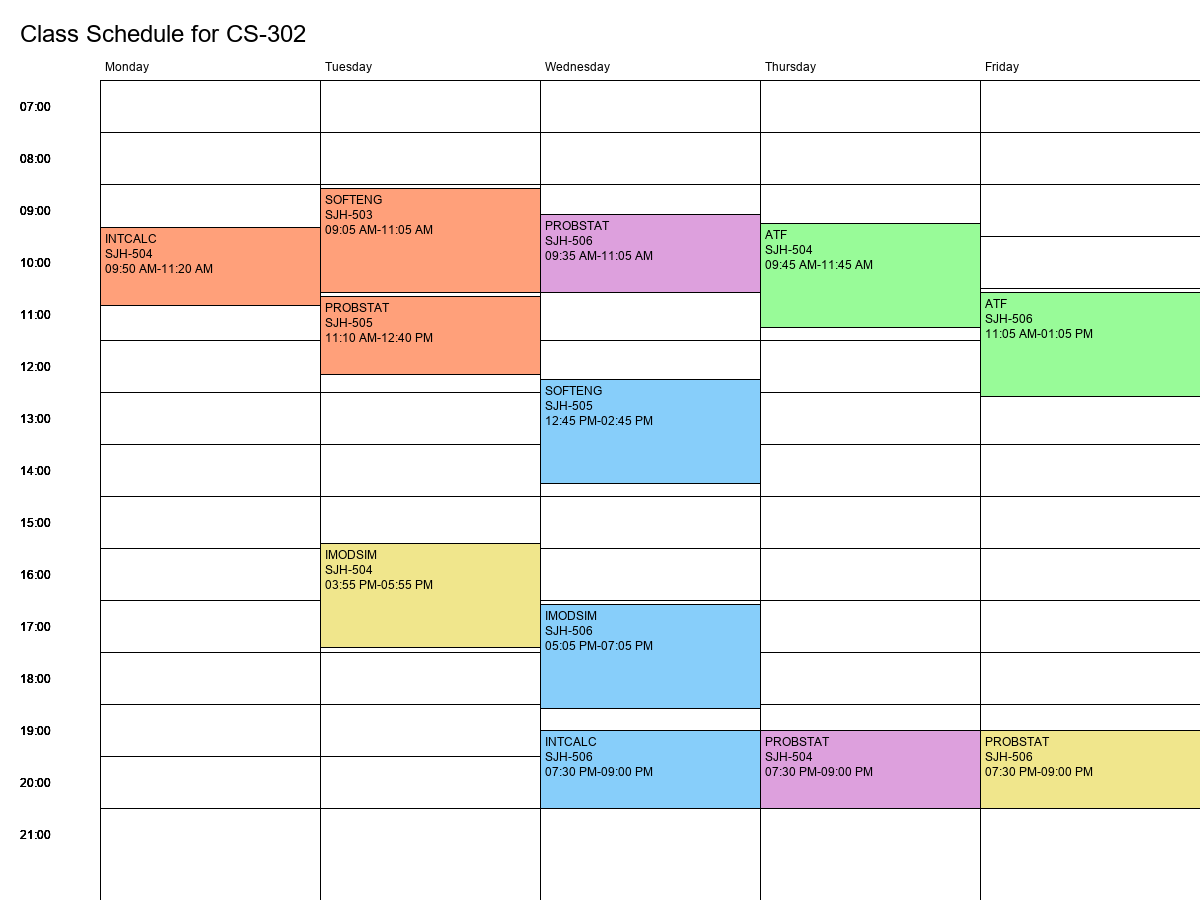 Class Schedule for CS-302
Monday
Tuesday
Wednesday
Thursday
Friday
07:00
08:00
09:00
10:00
11:00
12:00
13:00
14:00
15:00
16:00
17:00
18:00
19:00
20:00
21:00
INTCALC
SJH-504
09:50 AM-11:20 AM
SOFTENG
SJH-503
09:05 AM-11:05 AM
PROBSTAT
SJH-505
11:10 AM-12:40 PM
IMODSIM
SJH-504
03:55 PM-05:55 PM
PROBSTAT
SJH-506
09:35 AM-11:05 AM
SOFTENG
SJH-505
12:45 PM-02:45 PM
IMODSIM
SJH-506
05:05 PM-07:05 PM
INTCALC
SJH-506
07:30 PM-09:00 PM
ATF
SJH-504
09:45 AM-11:45 AM
PROBSTAT
SJH-504
07:30 PM-09:00 PM
ATF
SJH-506
11:05 AM-01:05 PM
PROBSTAT
SJH-506
07:30 PM-09:00 PM